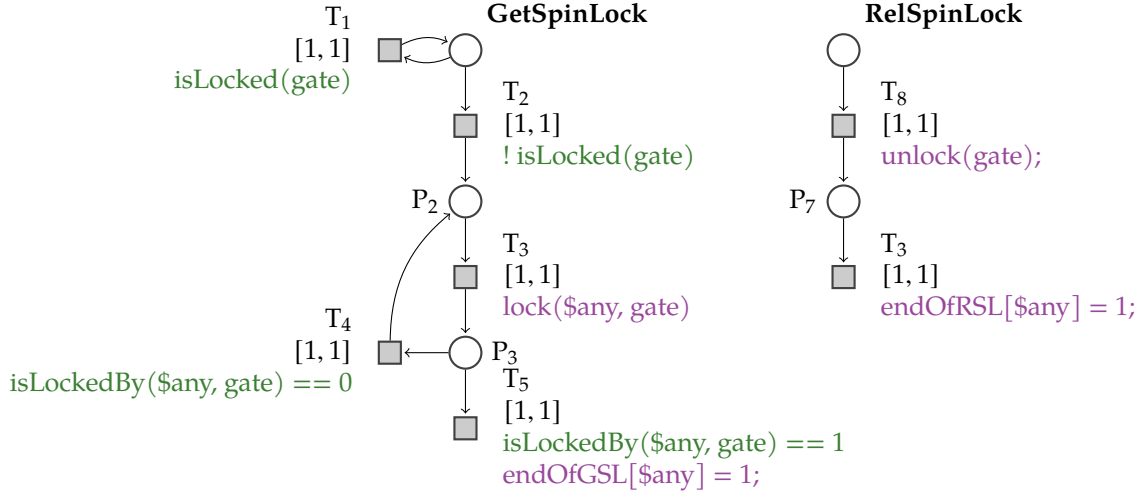 GetSpinLock
T1
[1, 1]
isLocked(gate)
T2
[1, 1]
! isLocked(gate)
P2
T3
[1, 1]
lock($any, gate)
T4
[1, 1]
isLockedBy($any, gate) == 0
P3
T5
[1, 1]
isLockedBy($any, gate) == 1
endOfGSL[$any] = 1;
RelSpinLock
T8
[1, 1]
unlock(gate);
P7
T3
[1, 1]
endOfRSL[$any] = 1;